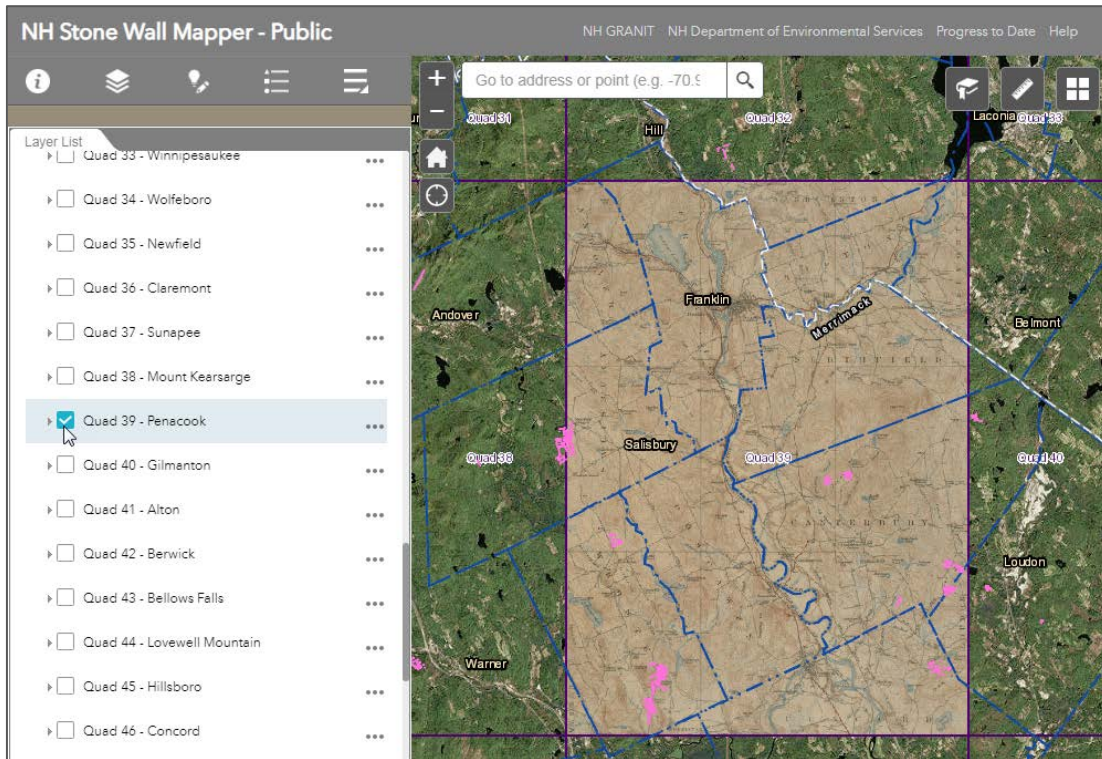 NH Stone Wall Mapper - Public
NH GRANIT NH Department of Environmental Services Progress to Date Help
Go to address or point (e.g. -70.9
Layer List
Quad 33 - Winnipesaukee
Quad 34 - Wolfeboro
Quad 35 - Newfield
Quad 36 - Claremont
Quad 37 - Sunapee
Quad 38 - Mount Kearsarge
Quad 39 - Penacook
Quad 40 - Gilmanton
Quad 41 - Alton
Quad 42 - Berwick
Quad 43 - Bellows Falls
Quad 44 - Lovewell Mountain
Quad 45 - Hillsboro
Quad 46 - Concord
Quad 31
Hill
Quad 32
Laconia
Quad 33
Andover
Franklin
Merrimack
Belmont
NORTHFIELD
Salisbury
Quad 38
Quad 39
Quad 40
CANTERBURY
Loudon
Warner